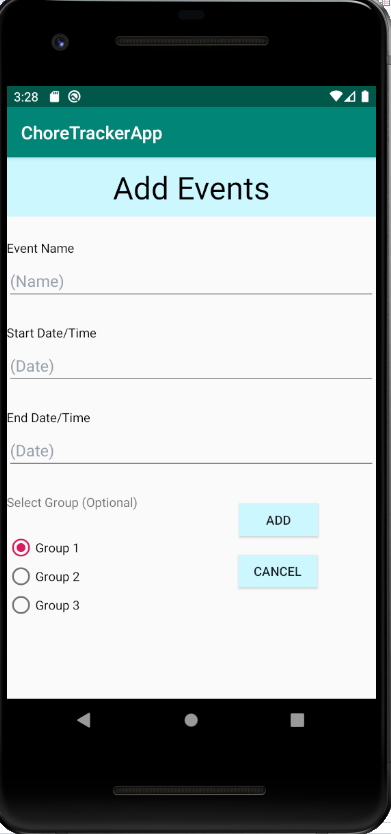 3:28
ChoreTrackerApp
Add Events
Event Name
(Name)
Start Date/Time
(Date)
End Date/Time
(Date)
Select Group (Optional)
ADD
Group 1
CANCEL
Group 2
Group 3